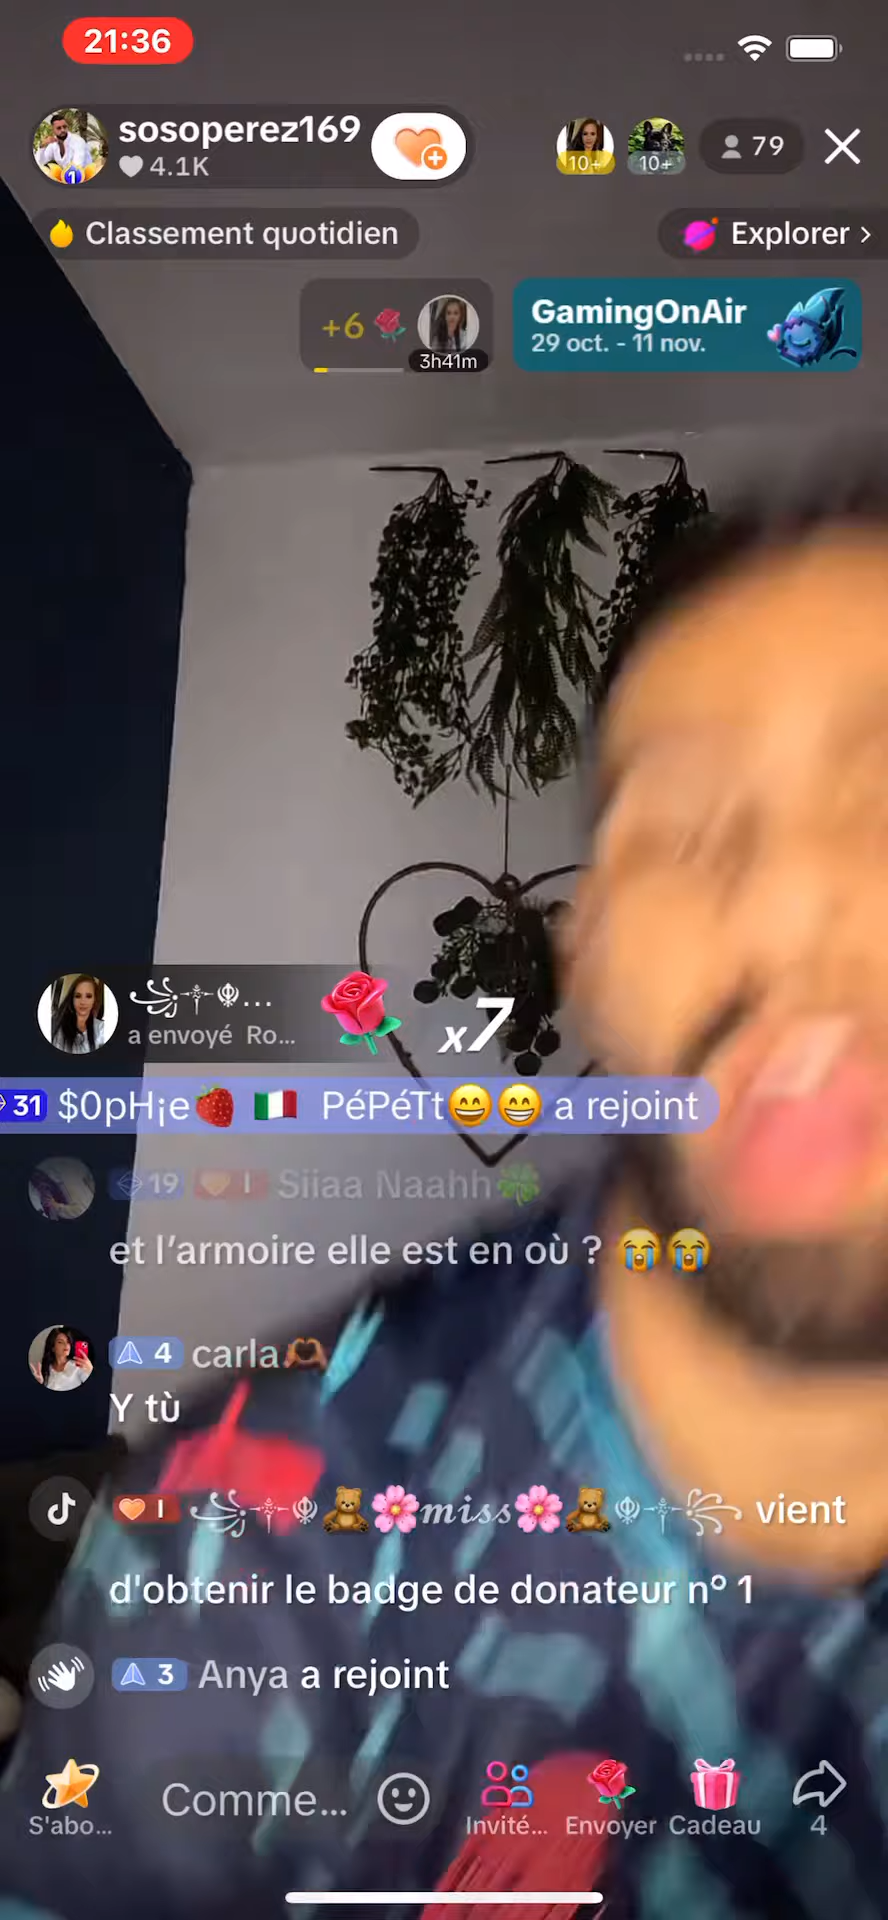 21:36
sosoperez169
4.1K
10+
10+
79
Classement quotidien
Explorer
+6
3h41m
GamingOnAir
29 oct. - 11 nov.
a envoyé Ro...
x7
31 $0pH¡e🍓 🇮🇹 PéPéTt😄😄 a rejoint
19 I Siiaa Naahh🍀
et l’armoire elle est en où ? 😭😭
4 carla🫶🏾
Y tù
I ꧁༒☬🧸🌸𝓶𝓲𝓼𝓼🌸🧸☬༒꧂ vient
d'obtenir le badge de donateur nº 1
3 Anya a rejoint
S'abo...
Comme...
Invité...
Envoyer
Cadeau
4